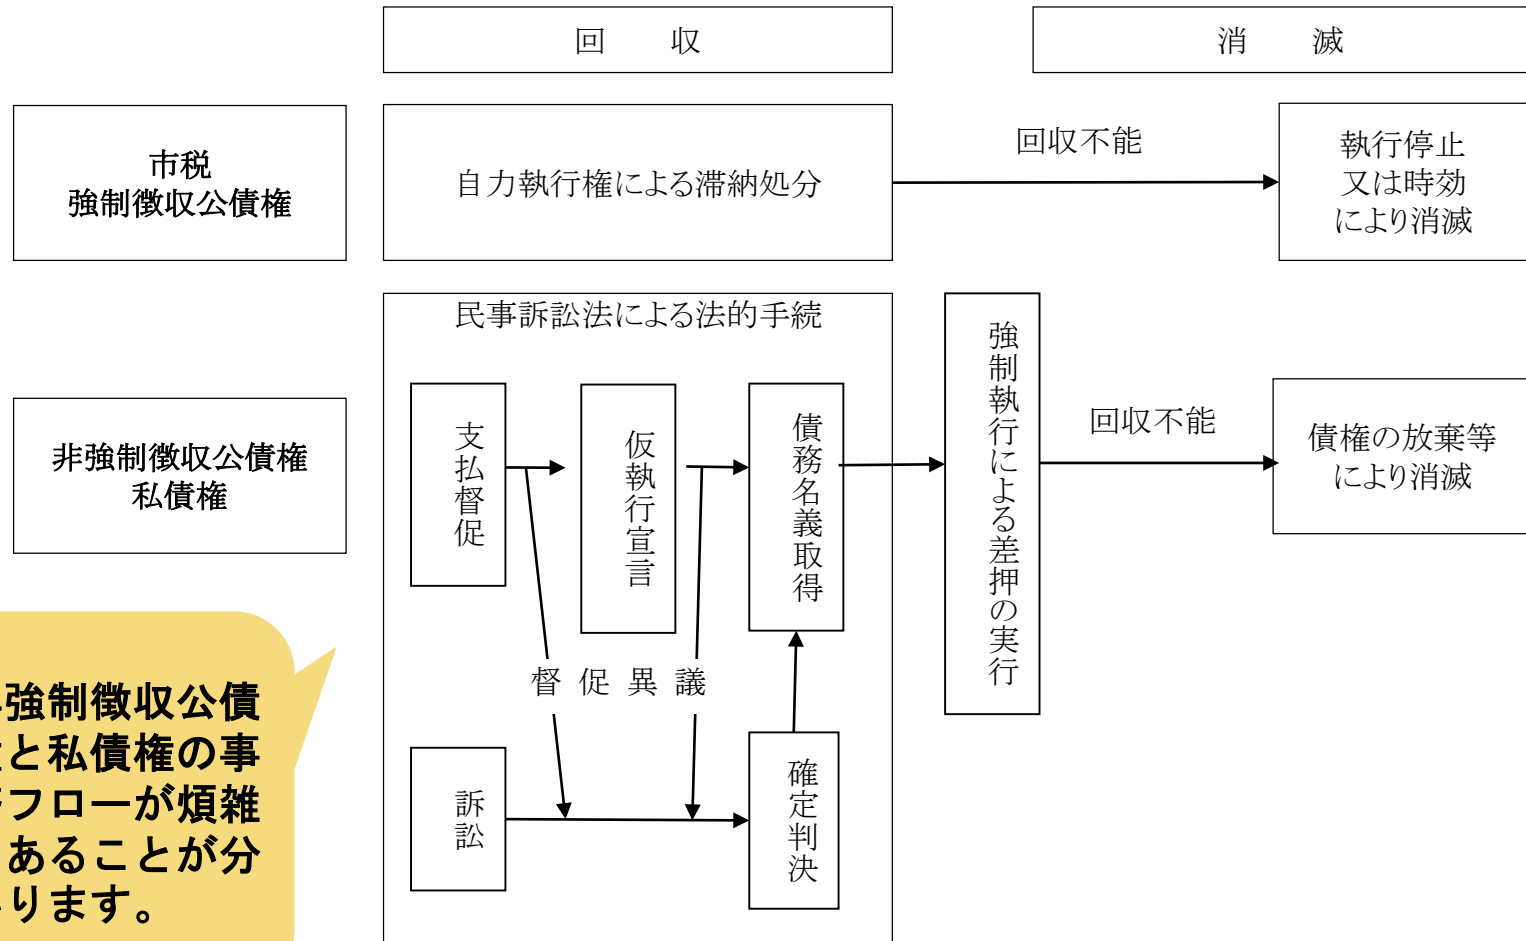 回　収
消　滅
市税
強制徴収公債権
自力執行権による滞納処分
回収不能
執行停止
又は時効
により消滅
民事訴訟法による法的手続
非強制徴収公債権
私債権
支払督促
仮執行宣言
債務名義取得
強制執行による差押の実行
回収不能
債権の放棄等
により消滅
督促異議
訴訟
確定判決
強制徴収公債
と私債権の事
フローが煩雑
あることが分
ります。